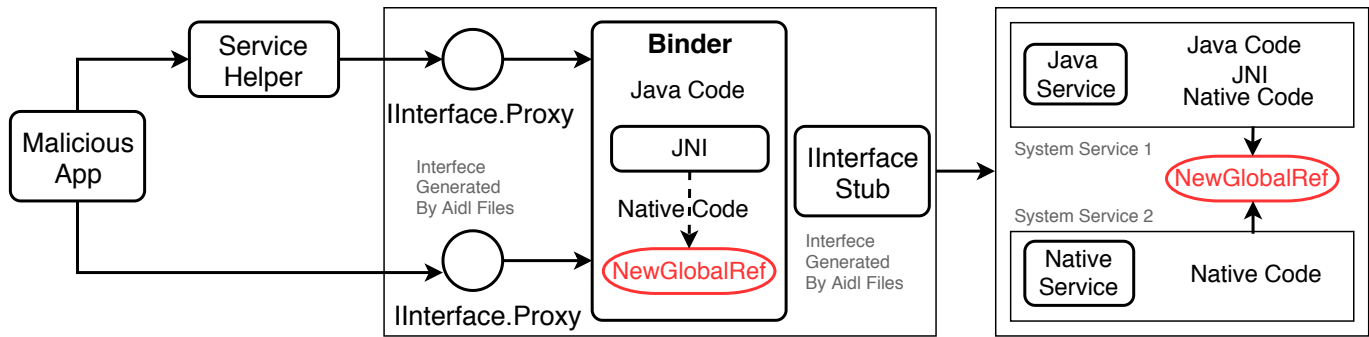 Malicious
App
Service
Helper
IInterface.Proxy
Interfece
Generated
By Aidl Files
IInterface.Proxy
Binder
Java Code
JNI
Native Code
NewGlobalRef
IInterface
Stub
Interfece
Generated
By Aidl Files
Java
Service
Java Code
JNI
Native Code
System Service 1
NewGlobalRef
System Service 2
Native
Service
Native Code